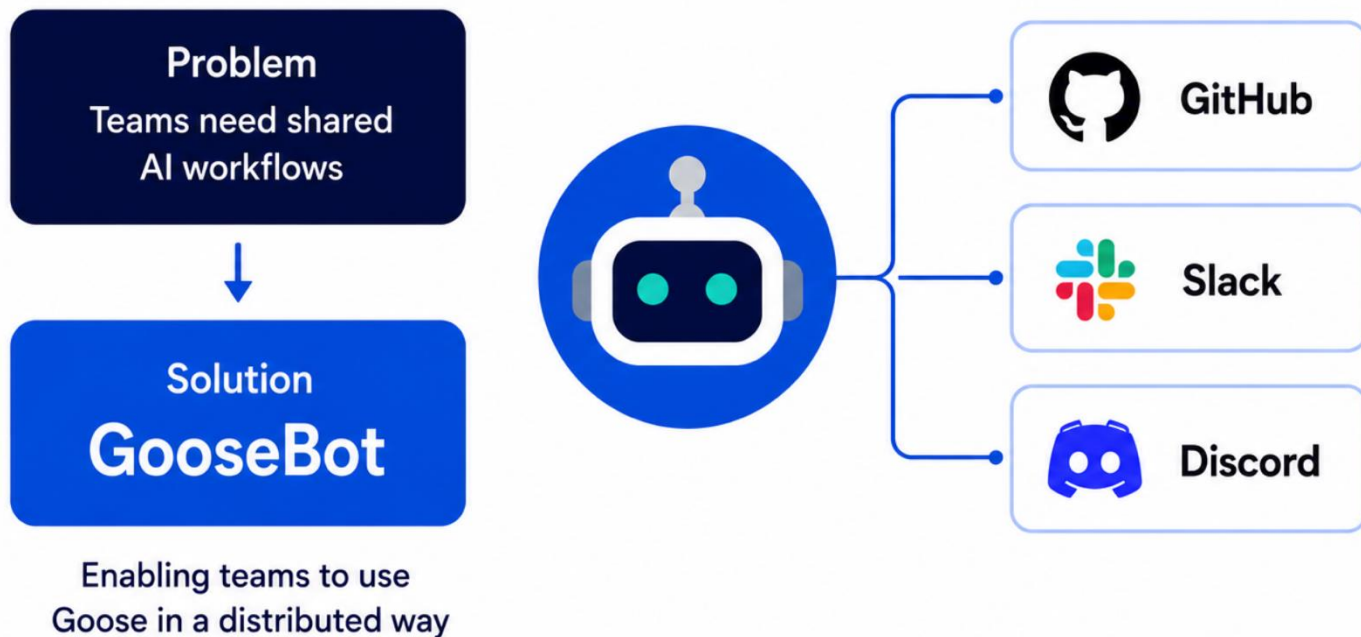 Problem
Teams need shared
AI workflows
Solution
GooseBot
Enabling teams to use
Goose in a distributed way
GitHub
Slack
Discord